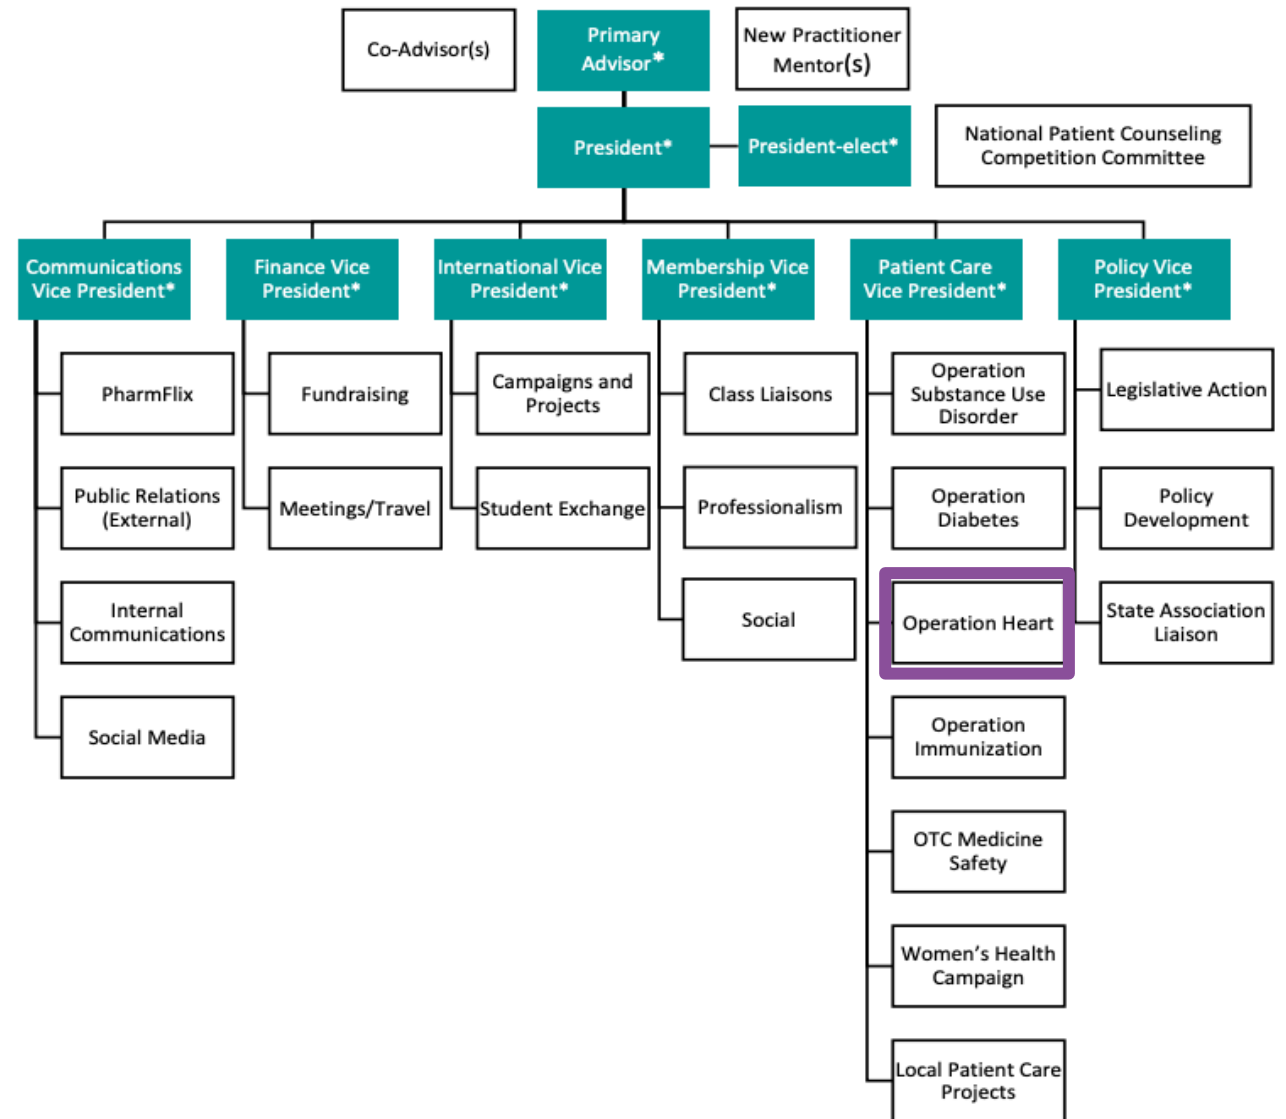 Co-Advisor(s)
Primary
Advisor*
New Practitioner
Mentor(s)
President*
President-elect*
National Patient Counseling
Competition Committee
Communications
Vice President*
Finance Vice
President*
International Vice
President*
Membership Vice
President*
Patient Care
Vice President*
Policy Vice
President*
PharmFlix
Public Relations
(External)
Internal
Communications
Social Media
Fundraising
Meetings/Travel
Campaigns and
Projects
Student Exchange
Class Liaisons
Professionalism
Social
Operation
Substance Use
Disorder
Operation
Diabetes
Operation Heart
Operation
Immunization
OTC Medicine
Safety
Women’s Health
Campaign
Local Patient Care
Projects
Legislative Action
Policy
Development
State Association
Liaison